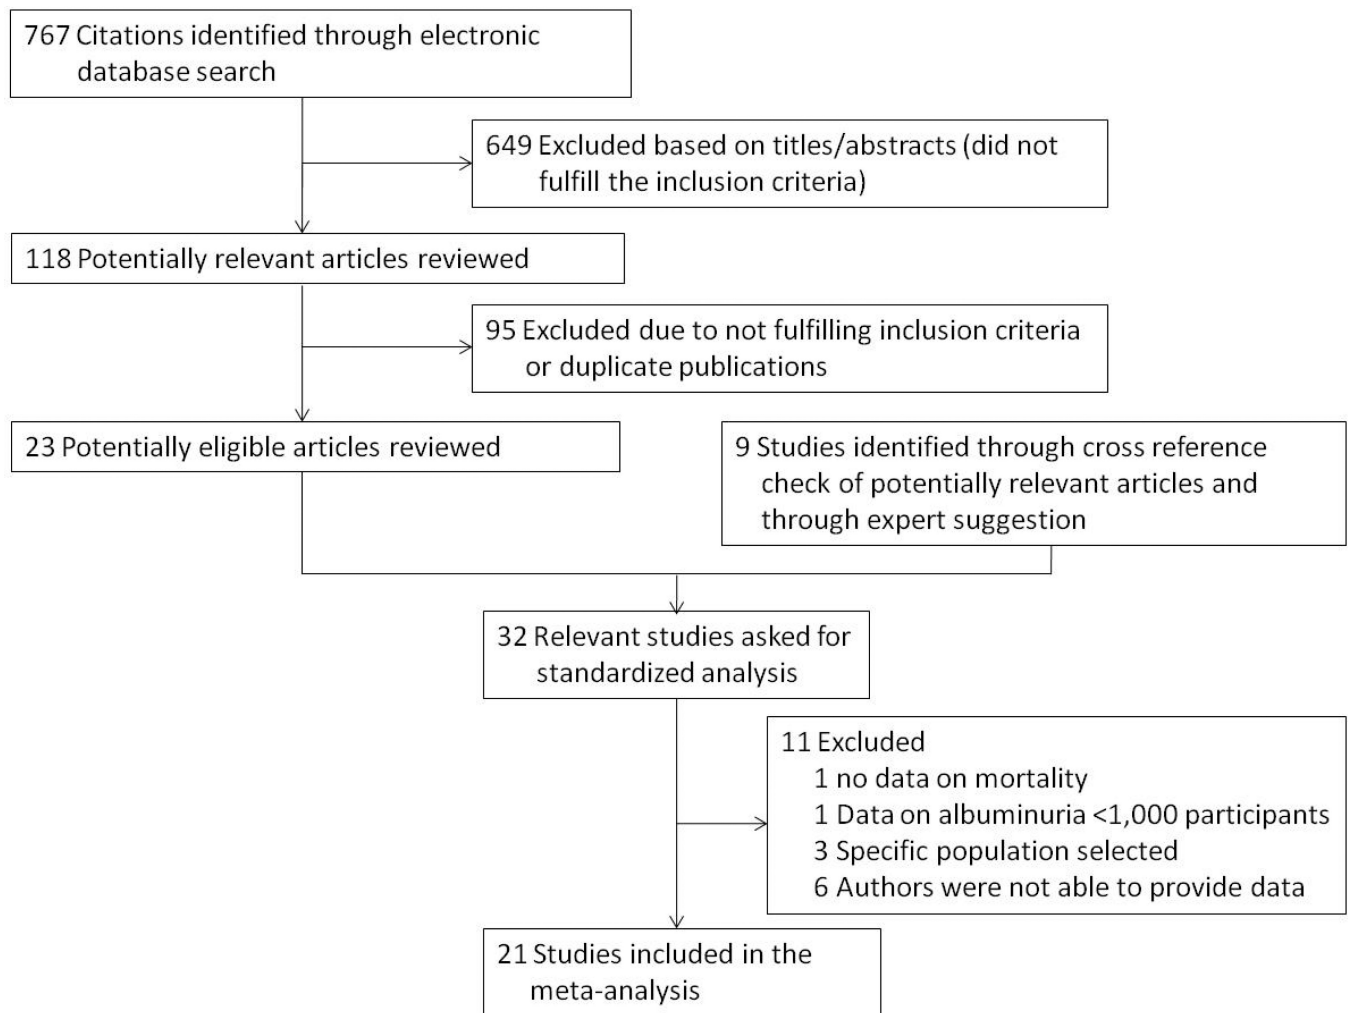 767 Citations identified through electronic
database search
649 Excluded based on titles/abstracts (did not
fulfill the inclusion criteria)
118 Potentially relevant articles reviewed
95 Excluded due to not fulfilling inclusion criteria
or duplicate publications
23 Potentially eligible articles reviewed
9 Studies identified through cross reference
check of potentially relevant articles and
through expert suggestion
32 Relevant studies asked for
standardized analysis
11 Excluded
1 no data on mortality
1 Data on albuminuria <1,000 participants
3 Specific population selected
6 Authors were not able to provide data
21 Studies included in the
meta-analysis